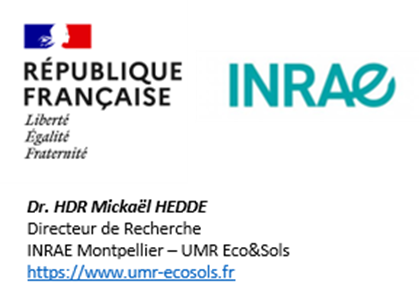 RÉPUBLIQUE
FRANÇAISE
Liberté
Égalité
Fraternité
INRAE
Dr. HDR Mickaël HEDDE
Directeur de Recherche
INRAE Montpellier – UMR Eco&Sols
https://www.umr-ecosols.fr